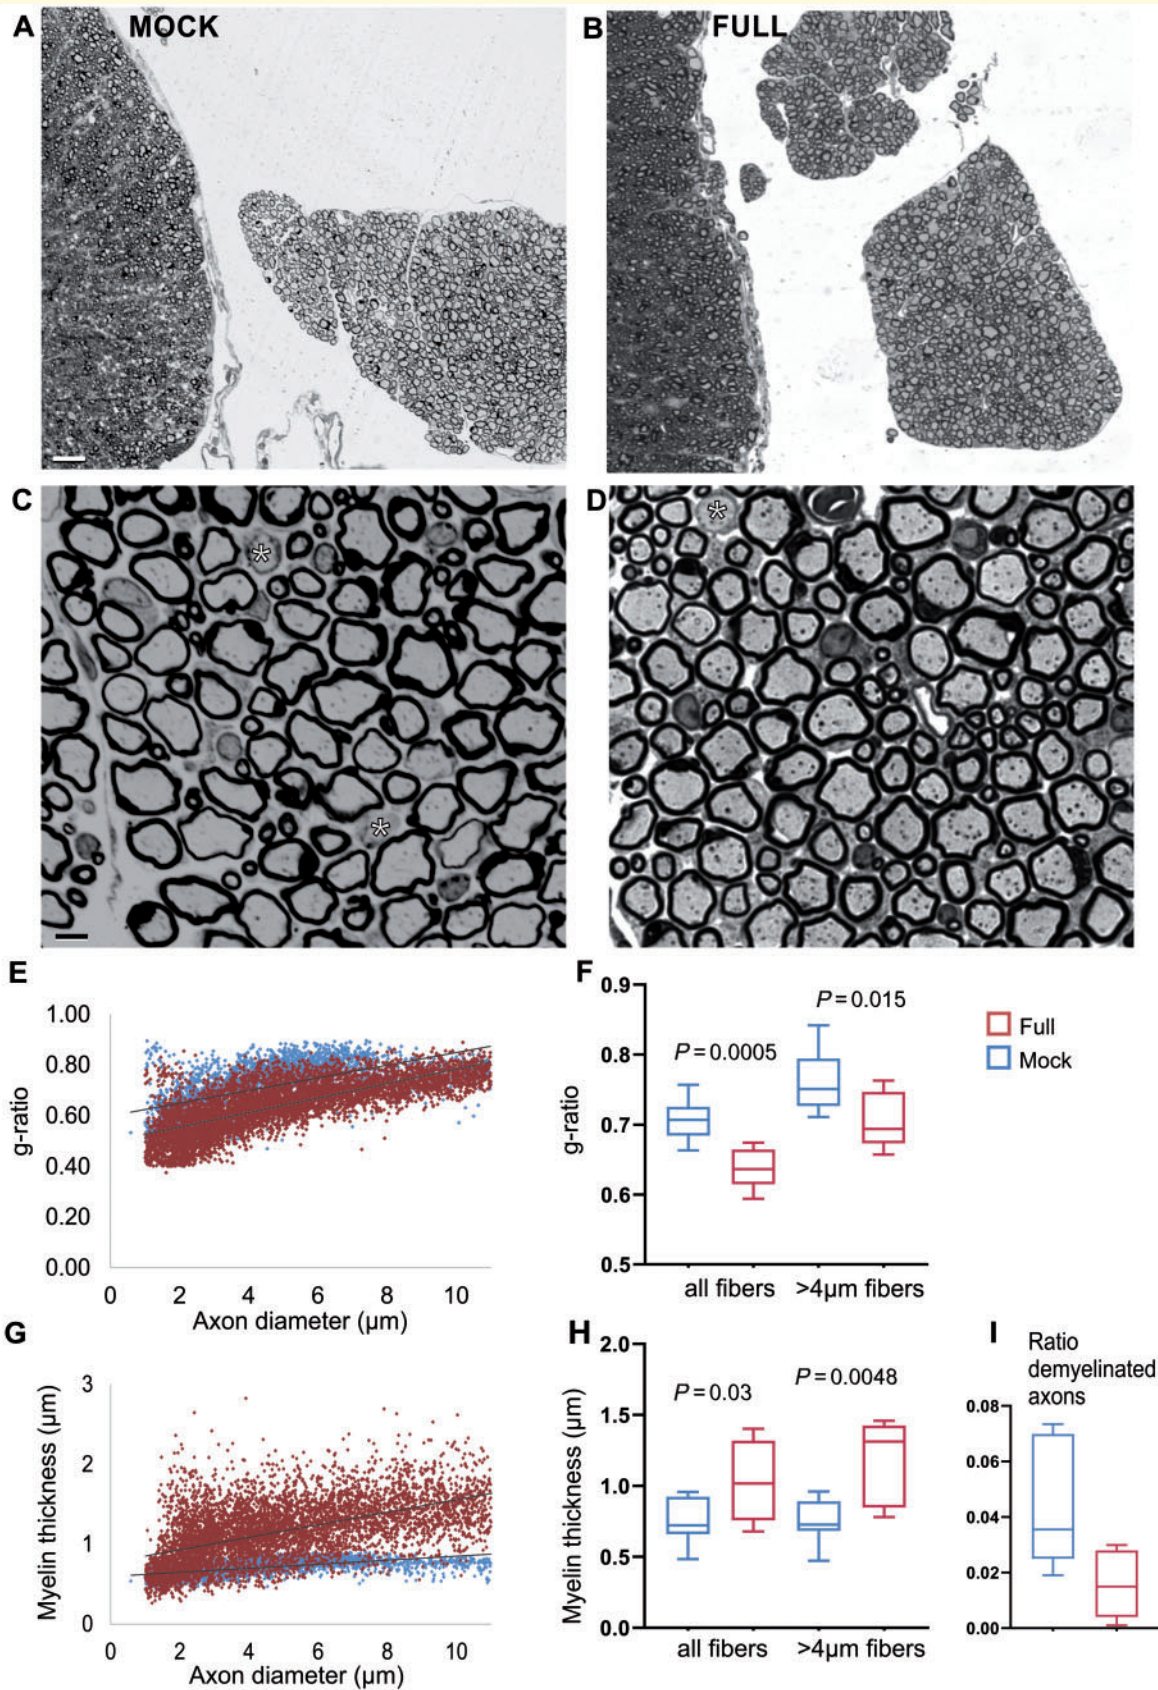 A MOCK
B FULL
C *
*
D *
E
1.00
0.80
0.60
0.40
0.20
0.00
g-ratio
0 2 4 6 8 10
Axon diameter (µm)
F
0.9
0.8
0.7
0.6
0.5
g-ratio
P = 0.0005
P = 0.015
all fibers >4µm fibers
Full
Mock
G
3
2
1
0
Myelin thickness (µm)
0 2 4 6 8 10
Axon diameter (µm)
H
2.0
1.5
1.0
0.5
0.0
Myelin thickness (µm)
P = 0.03
P = 0.0048
all fibers >4µm fibers
I
Ratio
demyelinated
axons
0.08
0.06
0.04
0.02
0.00